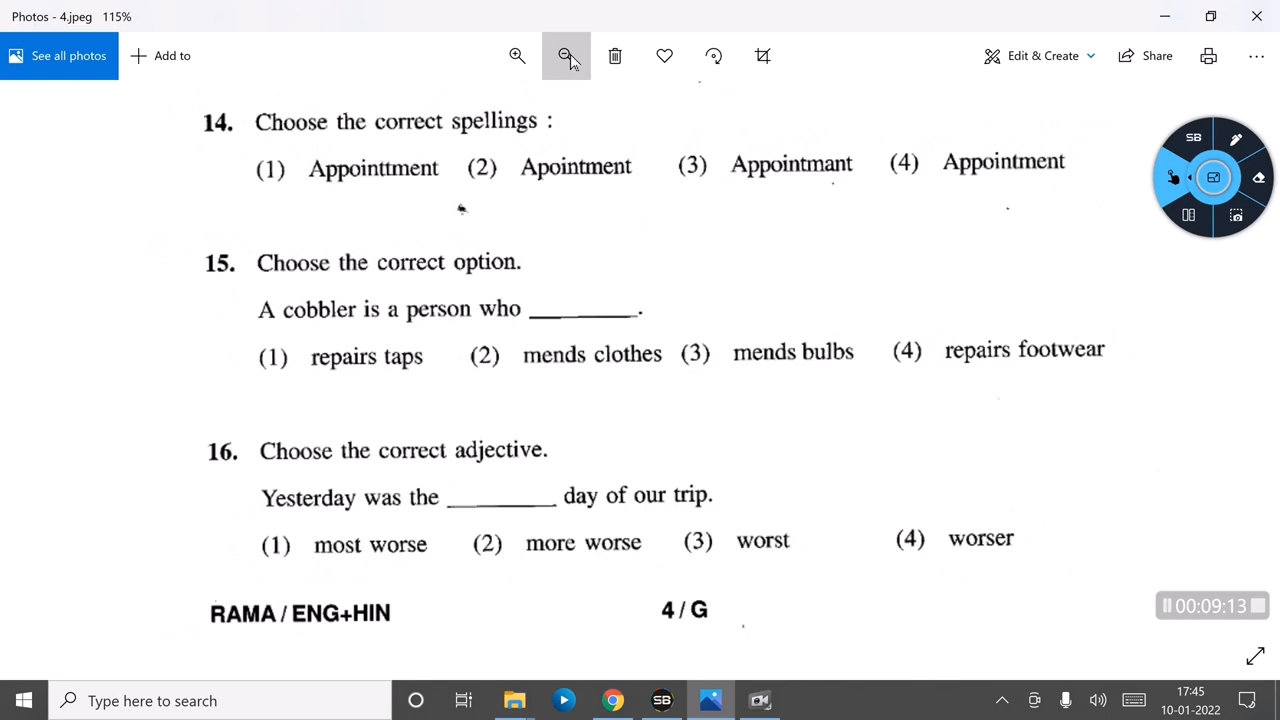 Photos - 4.jpeg 115%
See all photos Add to Edit & Create Share
SB
14. Choose the correct spellings :
(1) Appointtment (2) Apointment (3) Appointmant (4) Appointment
15. Choose the correct option.
A cobbler is a person who ________.
(1) repairs taps (2) mends clothes (3) mends bulbs (4) repairs footwear
16. Choose the correct adjective.
Yesterday was the ________ day of our trip.
(1) most worse (2) more worse (3) worst (4) worser
RAMA / ENG+HIN 4 / G
00:09:13
Type here to search SB 17:45
10-01-2022